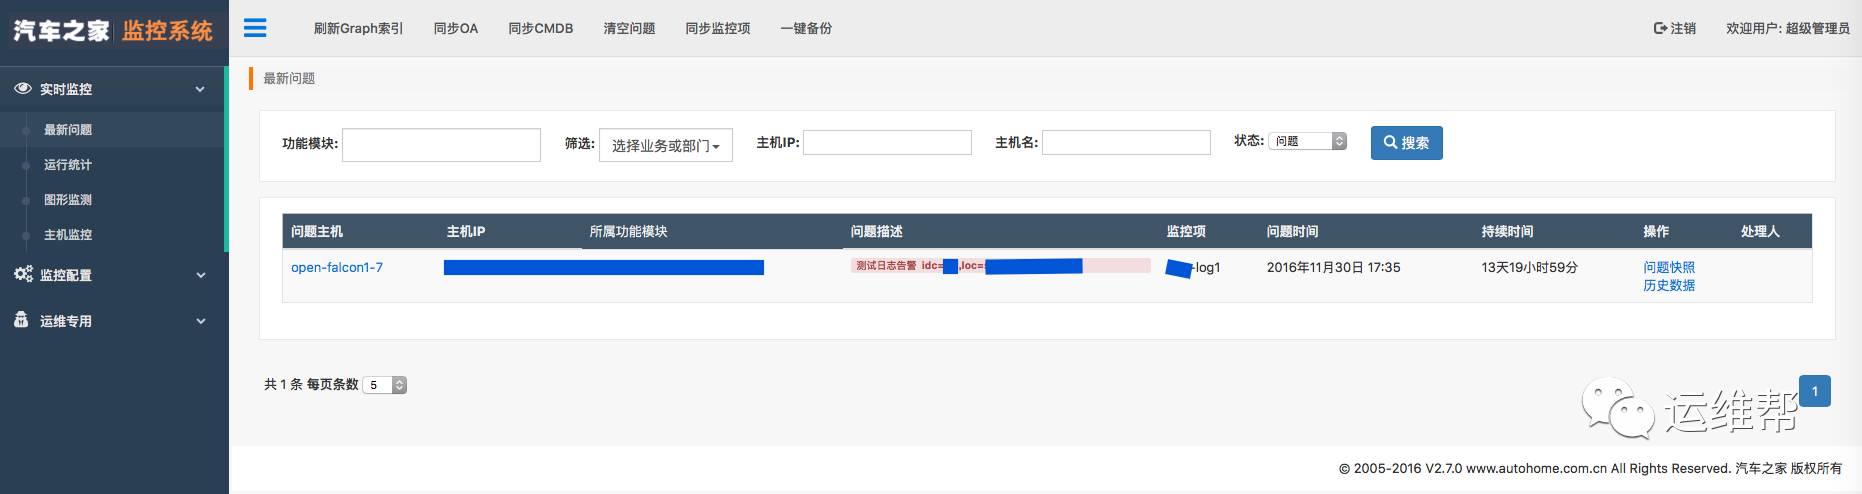 汽车之家 监控系统
刷新Graph索引 同步OA 同步CMDB 清空问题 同步监控项 一键备份 注销 欢迎用户: 超级管理员
实时监控
最新问题
运行统计
图形监测
主机监控
监控配置
运维专用
最新问题
功能模块: 筛选: 选择业务或部门 主机IP: 主机名: 状态: 问题 搜索
问题主机 主机IP 所属功能模块 问题描述 监控项 问题时间 持续时间 操作 处理人
open-falcon1-7 测试日志告警 idc= ,loc= -log1 2016年11月30日 17:35 13天19小时59分 问题快照
历史数据
共 1 条 每页条数 5 1
运维帮
© 2005-2016 V2.7.0 www.autohome.com.cn All Rights Reserved. 汽车之家 版权所有